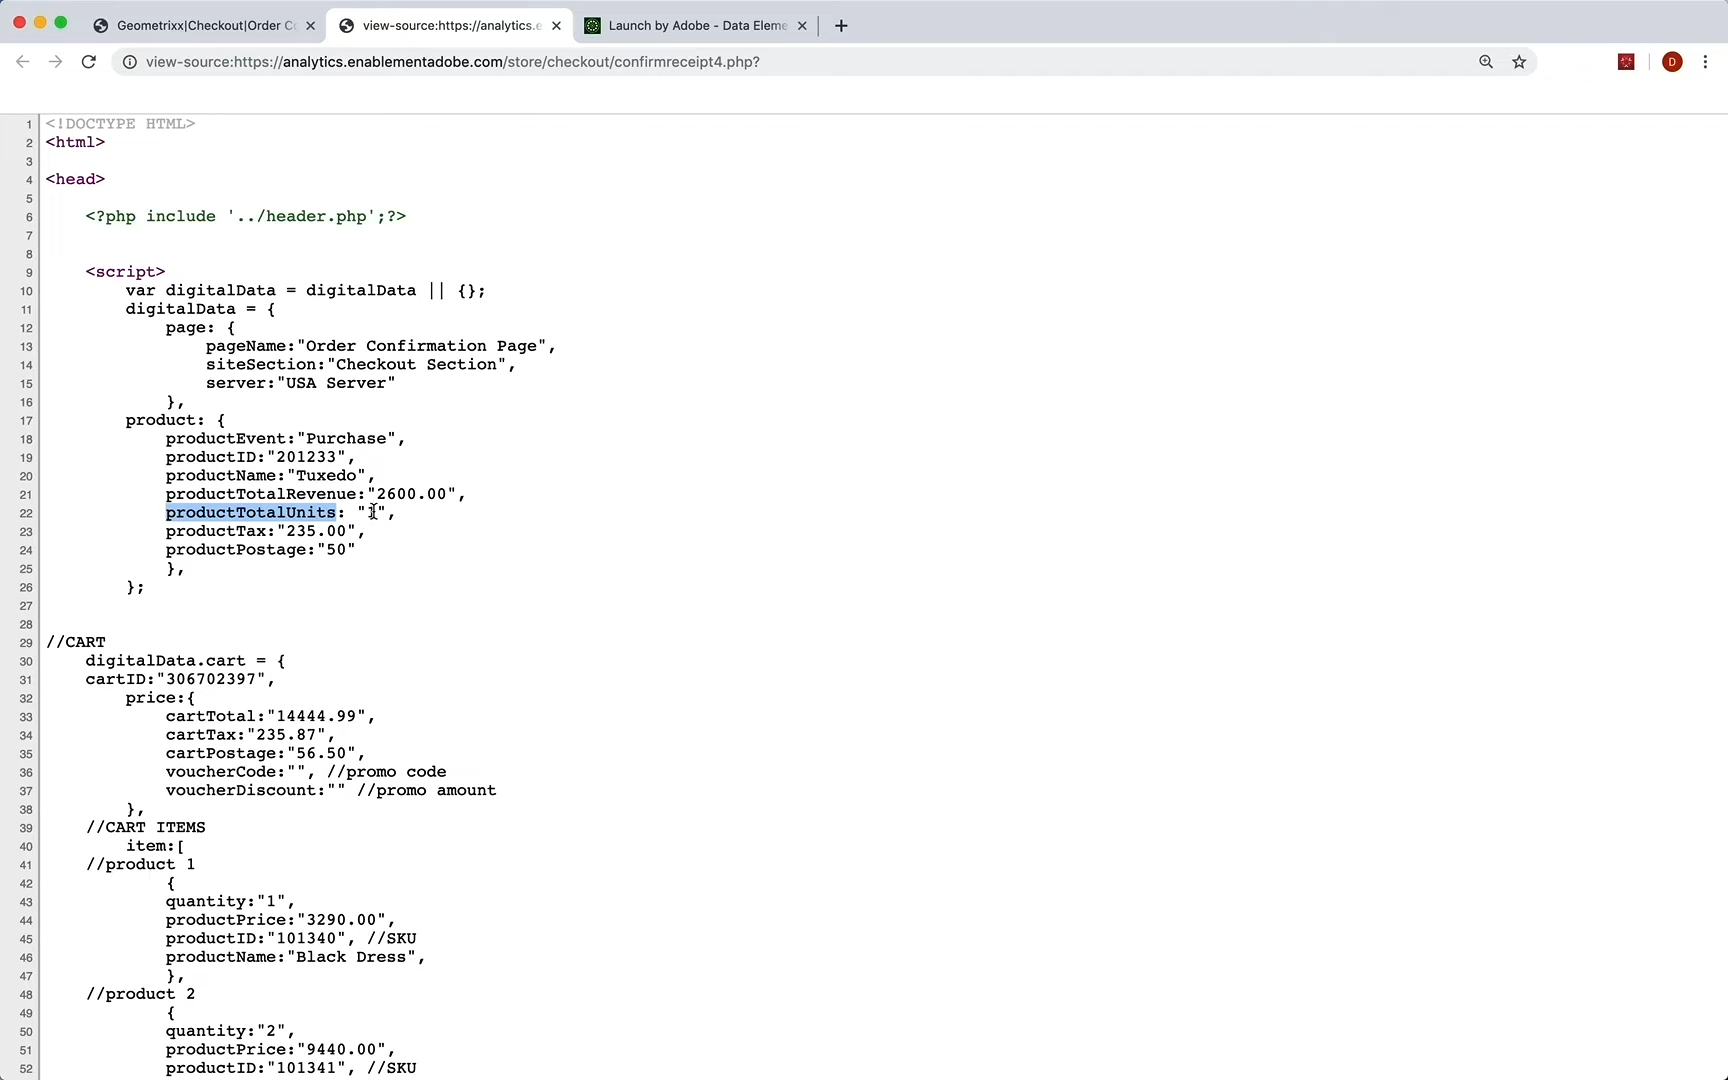 Geometrixx|Checkout|Order C
view-source:https://analytics.e
Launch by Adobe - Data Eleme
view-source:https://analytics.enablementadobe.com/store/checkout/confirmreceipt4.php?
D
1 <!DOCTYPE HTML>
2 <html>
3
4 <head>
5
6 <?php include '../header.php';?>
7
8
9 <script>
10 var digitalData = digitalData || {};
11 digitalData = {
12 page: {
13 pageName:"Order Confirmation Page",
14 siteSection:"Checkout Section",
15 server:"USA Server"
16 },
17 product: {
18 productEvent:"Purchase",
19 productID:"201233",
20 productName:"Tuxedo",
21 productTotalRevenue:"2600.00",
22 productTotalUnits: "1",
23 productTax:"235.00",
24 productPostage:"50"
25 },
26 };
27
28
29 //CART
30 digitalData.cart = {
31 cartID:"306702397",
32 price:{
33 cartTotal:"14444.99",
34 cartTax:"235.87",
35 cartPostage:"56.50",
36 voucherCode:"", //promo code
37 voucherDiscount:"" //promo amount
38 },
39 //CART ITEMS
40 item:[
41 //product 1
42 {
43 quantity:"1",
44 productPrice:"3290.00",
45 productID:"101340", //SKU
46 productName:"Black Dress",
47 },
48 //product 2
49 {
50 quantity:"2",
51 productPrice:"9440.00",
52 productID:"101341", //SKU